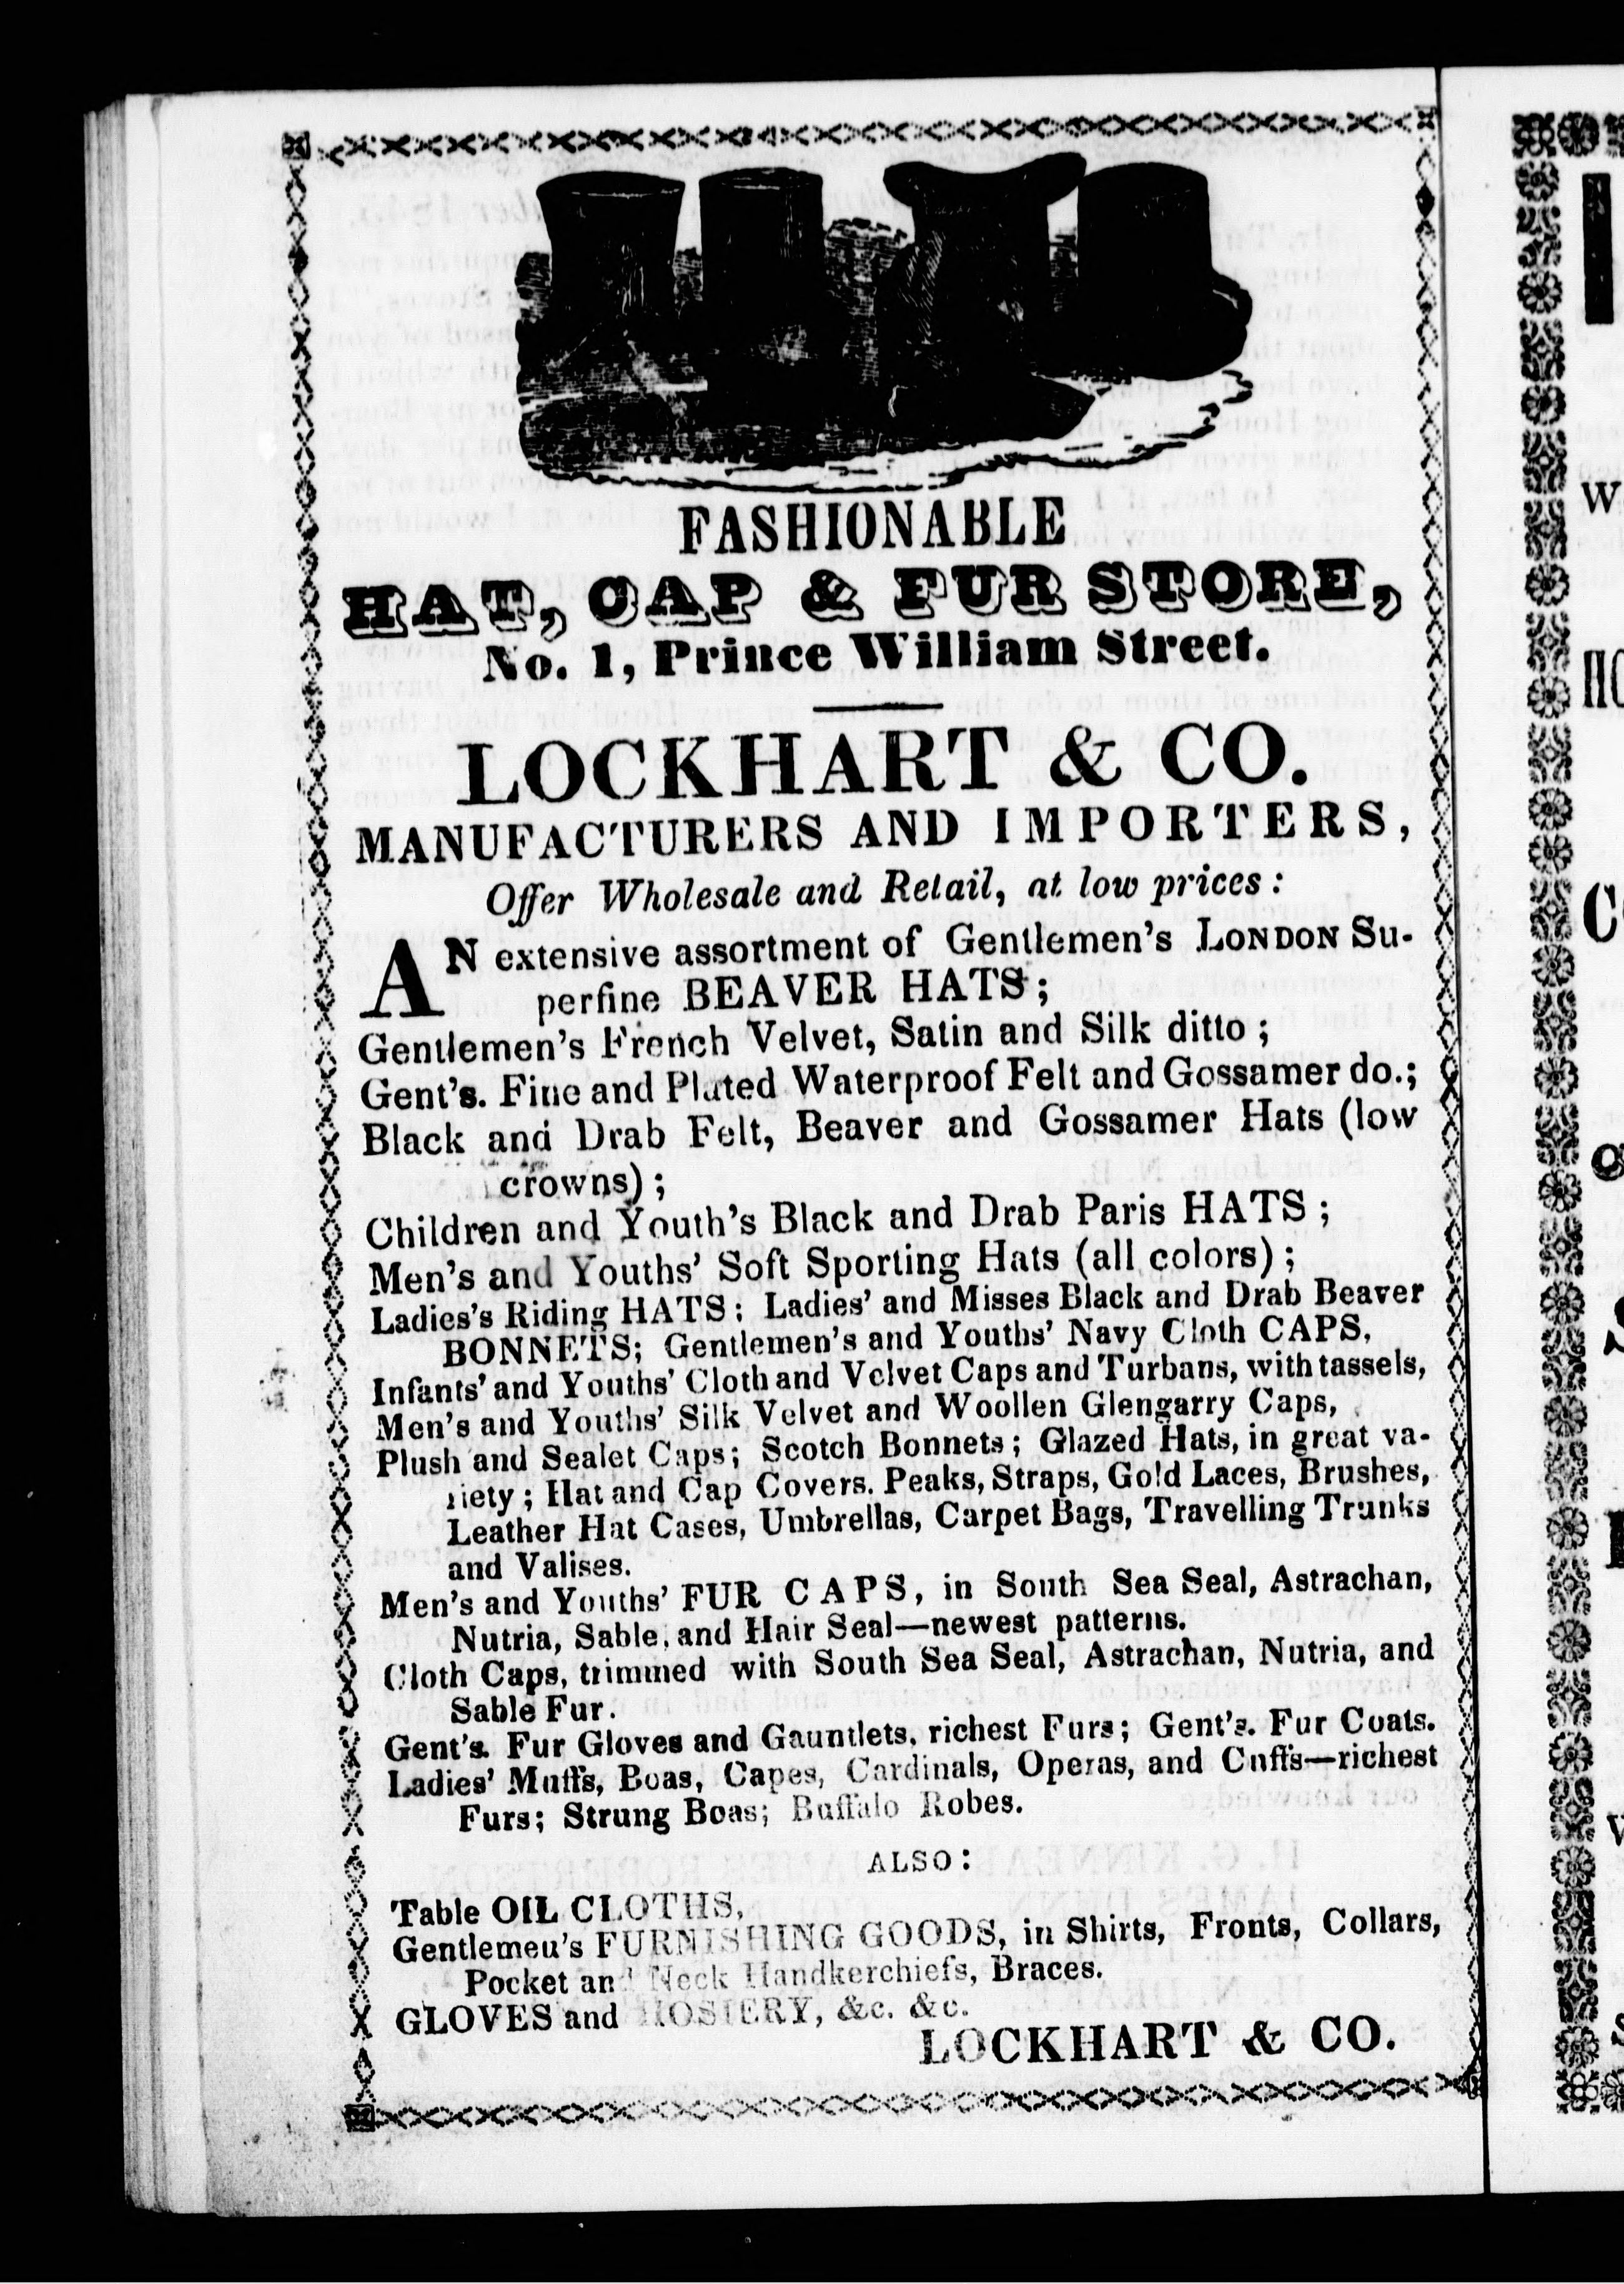 FASHIONABLE
HAT, CAP & FUR STORE,
No. 1, Prince William Street.
LOCKHART & CO.
MANUFACTURERS AND IMPORTERS,
Offer Wholesale and Retail, at low prices:
AN extensive assortment of Gentlemen's LONDON Su-
perfine BEAVER HATS;
Gentlemen's French Velvet, Satin and Silk ditto;
Gent's. Fine and Plated Waterproof Felt and Gossamer do.;
Black and Drab Felt, Beaver and Gossamer Hats (low
crowns);
Children and Youth's Black and Drab Paris HATS;
Men's and Youths' Soft Sporting Hats (all colors);
Ladies's Riding HATS: Ladies' and Misses Black and Drab Beaver
BONNETS; Gentlemen's and Youths' Navy Cloth CAPS,
Infants' and Youths' Cloth and Velvet Caps and Turbans, with tassels,
Men's and Youths' Silk Velvet and Woollen Glengarry Caps,
Plush and Sealet Caps; Scotch Bonnets; Glazed Hats, in great va-
riety; Hat and Cap Covers. Peaks, Straps, Gold Laces, Brushes,
Leather Hat Cases, Umbrellas, Carpet Bags, Travelling Trunks
and Valises.
Men's and Youths' FUR CAPS, in South Sea Seal, Astrachan,
Nutria, Sable, and Hair Seal—newest patterns.
Cloth Caps, trimmed with South Sea Seal, Astrachan, Nutria, and
Sable Fur.
Gent's. Fur Gloves and Gauntlets, richest Furs; Gent's. Fur Coats.
Ladies' Muffs, Boas, Capes, Cardinals, Operas, and Cuffs—richest
Furs; Strung Boas; Buffalo Robes.
ALSO:
Table OIL CLOTHS,
Gentlemen's FURNISHING GOODS, in Shirts, Fronts, Collars,
Pocket and Neck Handkerchiefs, Braces.
GLOVES and HOSIERY, &c. &c.
LOCKHART & CO.